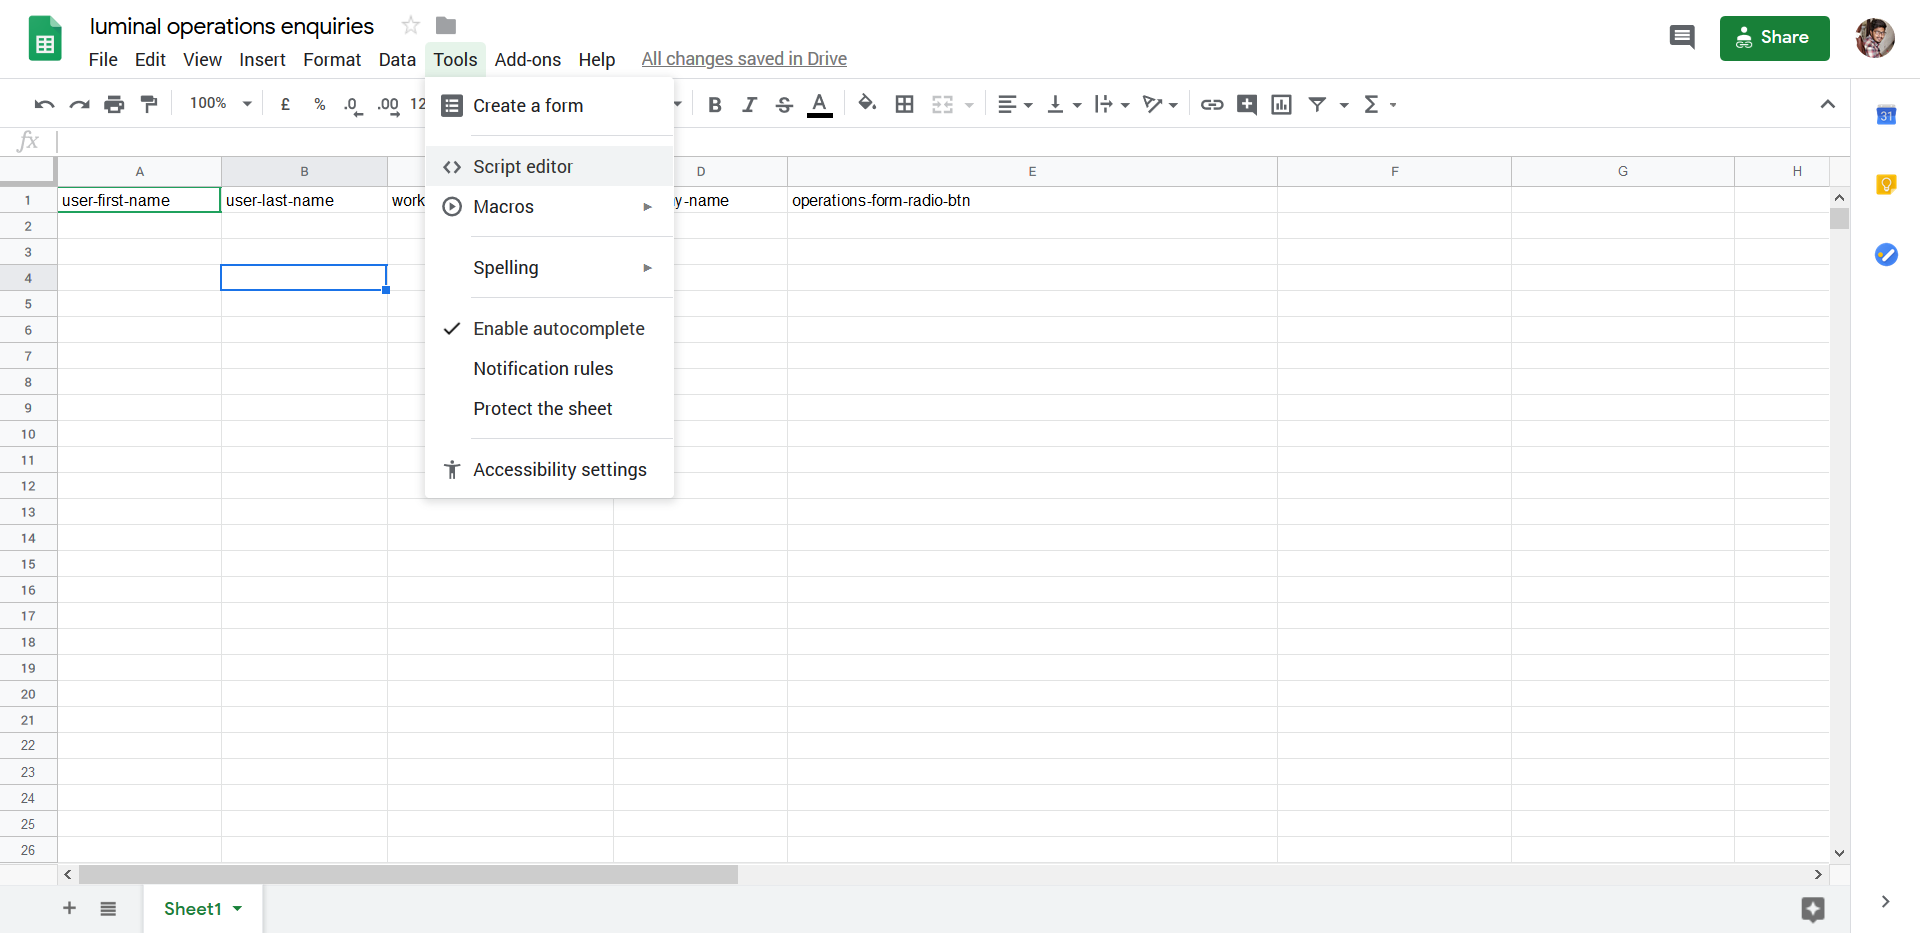 luminal operations enquiries
File Edit View Insert Format Data Tools Add-ons Help All changes saved in Drive
Share
100% £ % .0 .00 12
Create a form
B I S A
31
fx
Script editor
A B D E F G H
1 user-first-name user-last-name work y-name operations-form-radio-btn
Macros
2
3
Spelling
4
5
6 Enable autocomplete
7 Notification rules
8
9 Protect the sheet
10
11 Accessibility settings
12
13
14
15
16
17
18
19
20
21
22
23
24
25
26
Sheet1